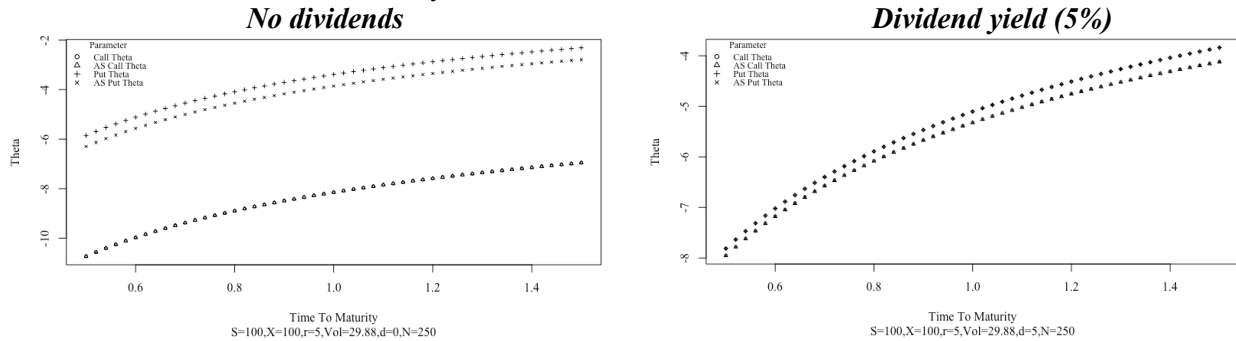 No dividends
Parameter
Call Theta
AS Call Theta
Put Theta
AS Put Theta
Theta
-2
-4
-6
-8
-10
0.6 0.8 1.0 1.2 1.4
Time To Maturity
S=100,X=100,r=5,Vol=29.88,d=0,N=250
Dividend yield (5%)
Parameter
Call Theta
AS Call Theta
Put Theta
AS Put Theta
Theta
-4
-5
-6
-7
-8
0.6 0.8 1.0 1.2 1.4
Time To Maturity
S=100,X=100,r=5,Vol=29.88,d=5,N=250